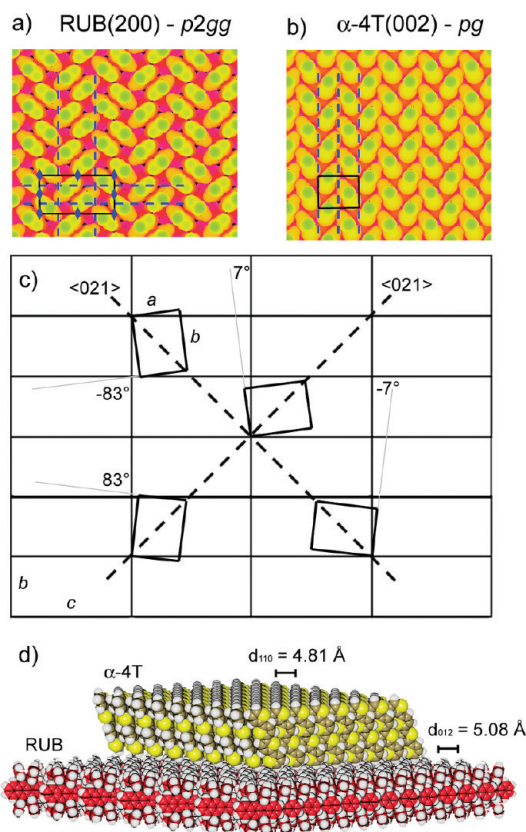 a) RUB(200) - p2gg
b) α-4T(002) - pg
c)
7°
<021>
<021>
a
b
-83°
-7°
83°
b
c
d)
α-4T
d₁₁₀ = 4.81 Å
RUB
d₀₁₂ = 5.08 Å